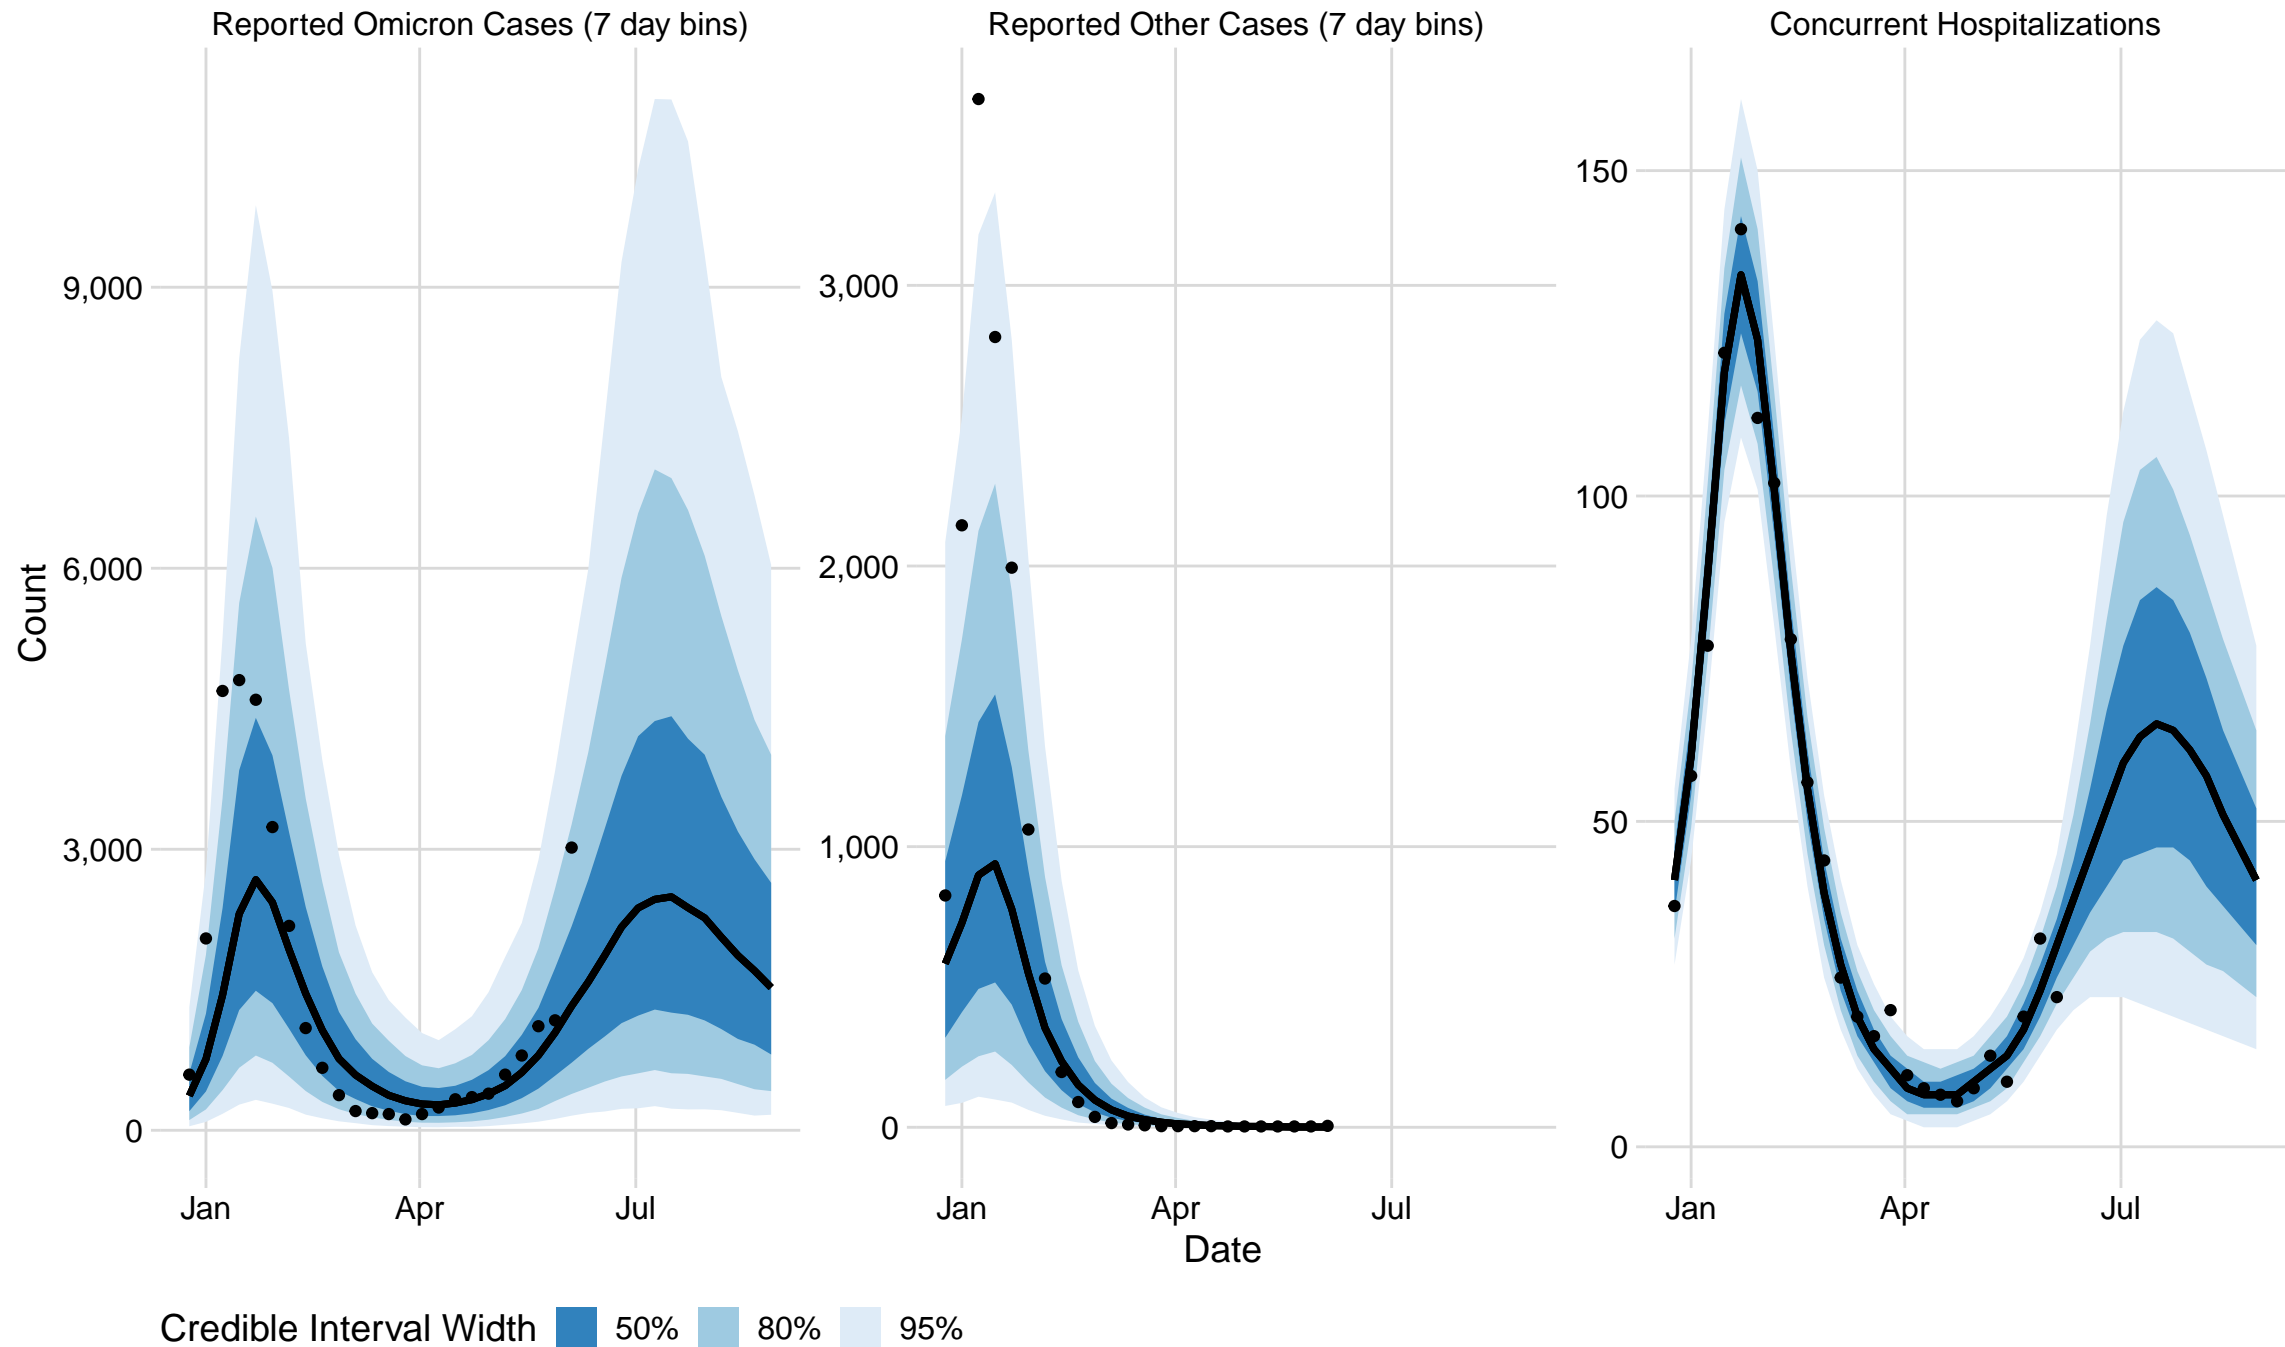 Reported Omicron Cases (7 day bins)
Reported Other Cases (7 day bins)
Concurrent Hospitalizations
Count
9,000
6,000
3,000
0
3,000
2,000
1,000
0
150
100
50
0
Jan Apr Jul
Jan Apr Jul
Jan Apr Jul
Date
Credible Interval Width 50% 80% 95%